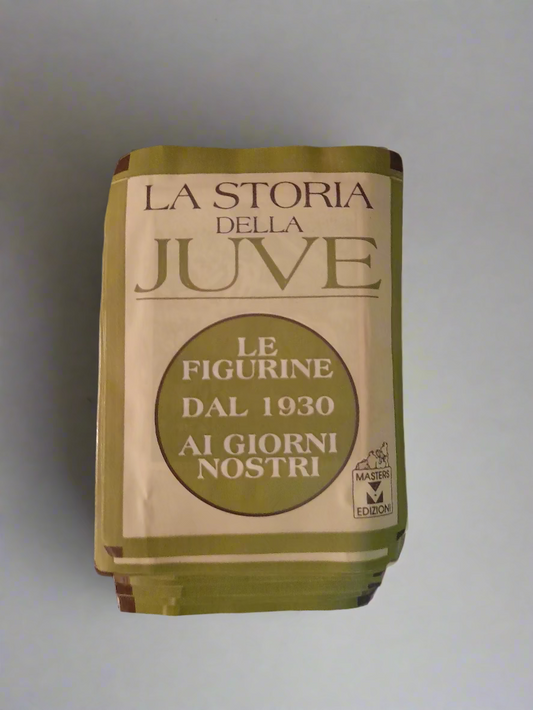 LA STORIA
DELLA
JUVE
LE
FIGURINE
DAL 1930
AI GIORNI
NOSTRI
MASTERS
EDIZIONI